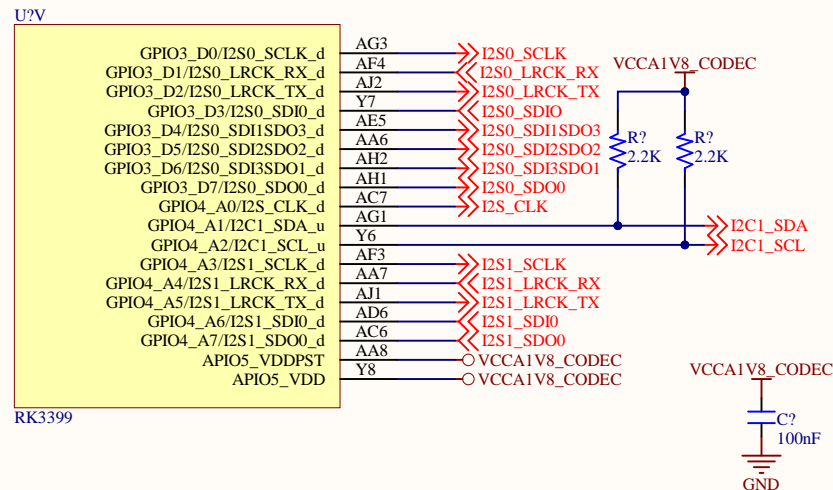 U?V
GPIO3_D0/I2S0_SCLK_d AG3 I2S0_SCLK
GPIO3_D1/I2S0_LRCK_RX_d AF4 I2S0_LRCK_RX
GPIO3_D2/I2S0_LRCK_TX_d AJ2 I2S0_LRCK_TX
GPIO3_D3/I2S0_SDI0_d Y7 I2S0_SDIO
GPIO3_D4/I2S0_SDI1SDO3_d AE5 I2S0_SDI1SDO3
GPIO3_D5/I2S0_SDI2SDO2_d AA6 I2S0_SDI2SDO2
GPIO3_D6/I2S0_SDI3SDO1_d AH2 I2S0_SDI3SDO1
GPIO3_D7/I2S0_SDO0_d AH1 I2S0_SDO0
GPIO4_A0/I2S_CLK_d AC7 I2S_CLK
GPIO4_A1/I2C1_SDA_u AG1 I2C1_SDA
GPIO4_A2/I2C1_SCL_u Y6 I2C1_SCL
GPIO4_A3/I2S1_SCLK_d AF3 I2S1_SCLK
GPIO4_A4/I2S1_LRCK_RX_d AA7 I2S1_LRCK_RX
GPIO4_A5/I2S1_LRCK_TX_d AJ1 I2S1_LRCK_TX
GPIO4_A6/I2S1_SDI0_d AD6 I2S1_SDI0
GPIO4_A7/I2S1_SDO0_d AC6 I2S1_SDO0
APIO5_VDDPST AA8 VCCA1V8_CODEC
APIO5_VDD Y8 VCCA1V8_CODEC
RK3399
VCCA1V8_CODEC
R? R?
2.2K 2.2K
VCCA1V8_CODEC
C?
100nF
GND